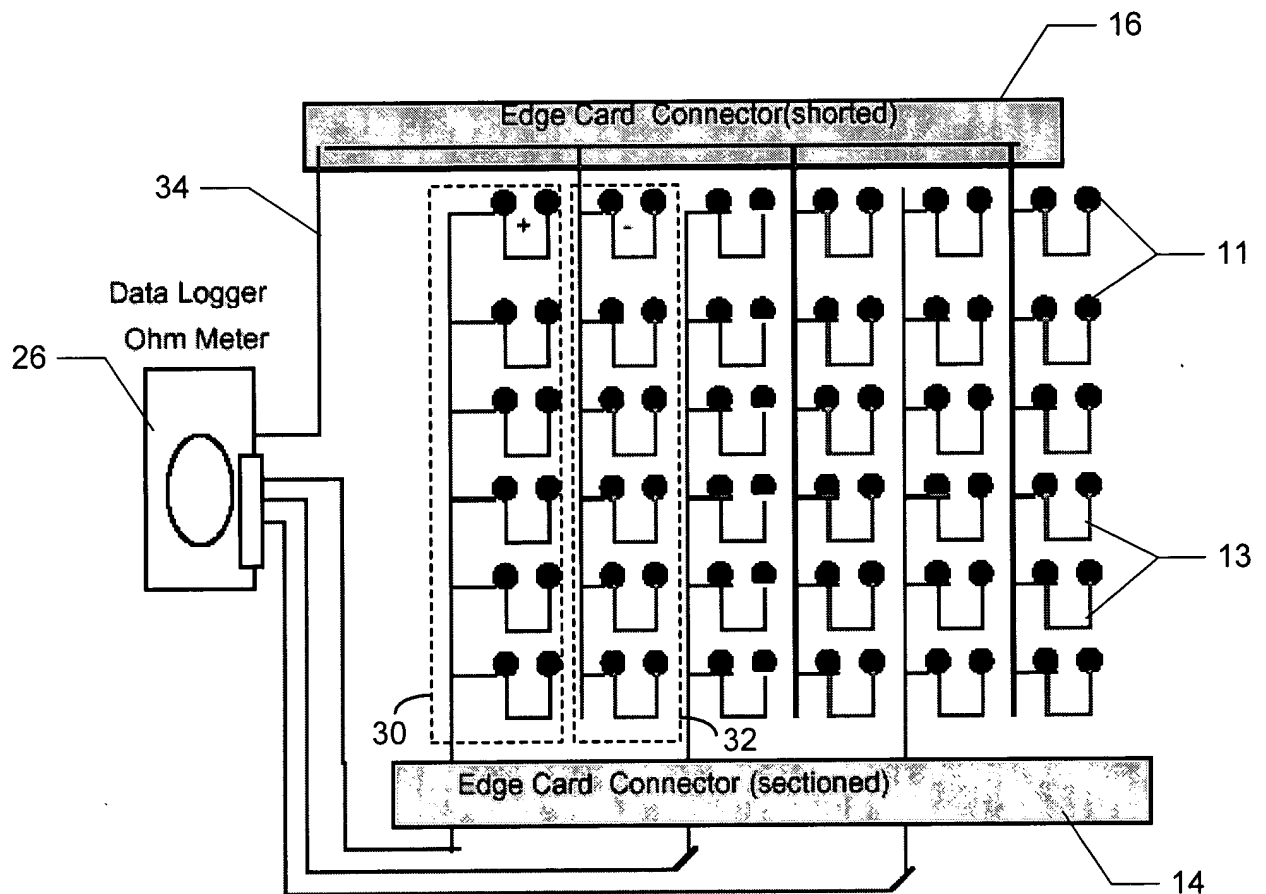 16
Edge Card Connector(shorted)
34
+ -
11
Data Logger
Ohm Meter
26
13
30
32
Edge Card Connector (sectioned)
14